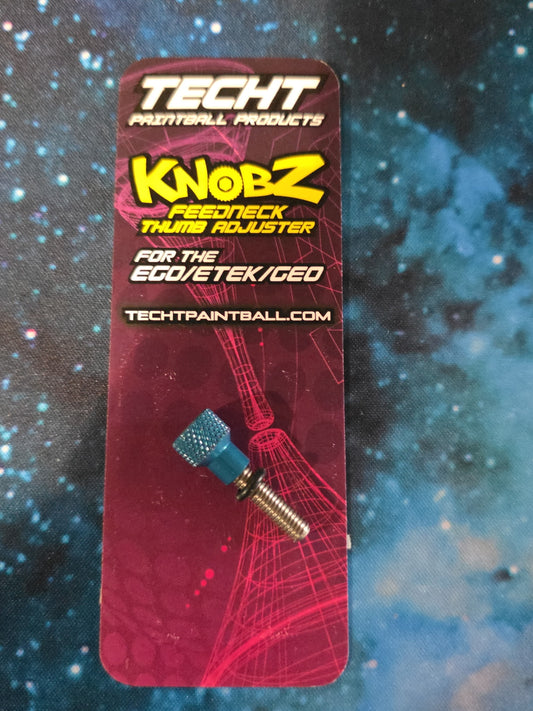 TECHT
PAINTBALL PRODUCTS
KNOBZ
FEEDNECK
THUMB ADJUSTER
FOR THE
EGO/ETEK/GEO
TECHTPAINTBALL.COM